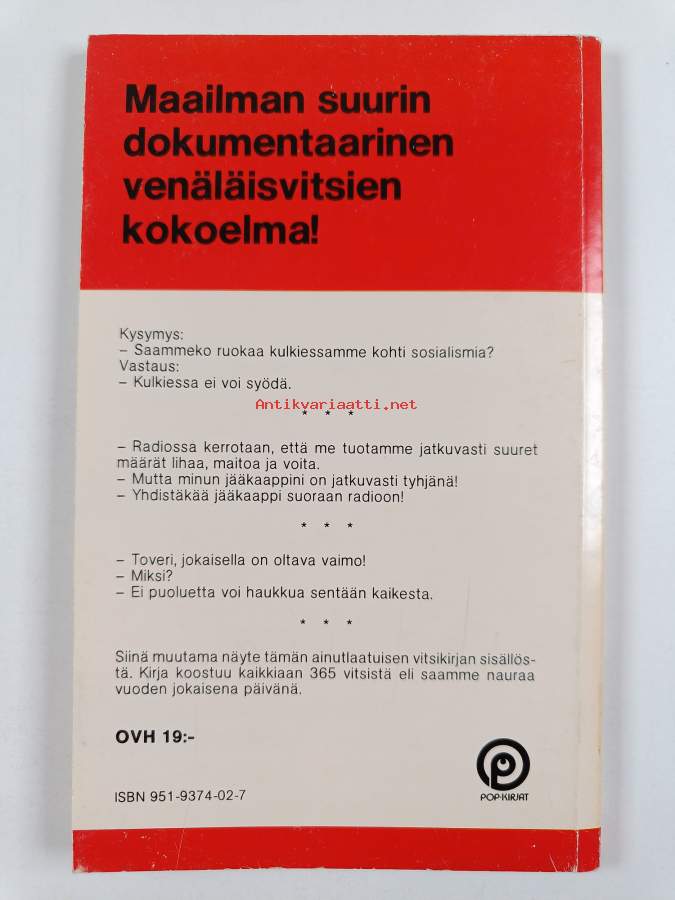 Maailman suurin
dokumentaarinen
venäläisvitsien
kokoelma!
Kysymys:
– Saammeko ruokaa kulkiessamme kohti sosialismia?
Vastaus:
– Kulkiessa ei voi syödä.
Antikvariaatti.net
* * *
– Radiossa kerrotaan, että me tuotamme jatkuvasti suuret
määrät lihaa, maitoa ja voita.
– Mutta minun jääkaappini on jatkuvasti tyhjänä!
– Yhdistäkää jääkaappi suoraan radioon!
* * *
– Toveri, jokaisella on oltava vaimo!
– Miksi?
– Ei puoluetta voi haukkua sentään kaikesta.
* * *
Siinä muutama näyte tämän ainutlaatuisen vitsikirjan sisällös-
tä. Kirja koostuu kaikkiaan 365 vitsistä eli saamme nauraa
vuoden jokaisena päivänä.
OVH 19:-
POP-KIRJAT
ISBN 951-9374-02-7